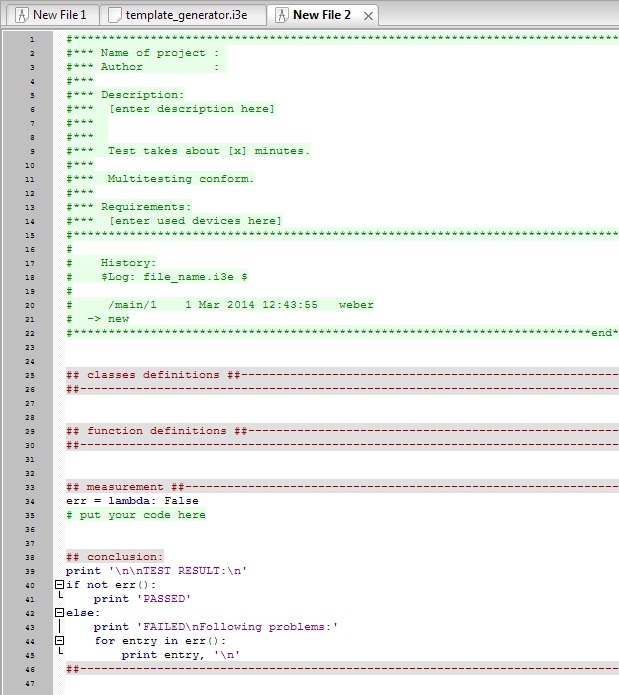 New File 1 template_generator.i3e New File 2
1 #*******************************************************************************
2 #*** Name of project :
3 #*** Author          :
4 #***
5 #*** Description:
6 #***  [enter description here]
7 #***
8 #***
9 #***  Test takes about [x] minutes.
10 #***
11 #***  Multitesting conform.
12 #***
13 #*** Requirements:
14 #***  [enter used devices here]
15 #*******************************************************************************
16 #
17 #    History:
18 #    $Log: file_name.i3e $
19 #
20 #     /main/1    1 Mar 2014 12:43:55   weber
21 #  -> new
22 #**************************************************************************end*
23
24
25 ## classes definitions ##------------------------------------------------------
26 ##-----------------------------------------------------------------------------
27
28
29 ## function definitions ##-----------------------------------------------------
30 ##-----------------------------------------------------------------------------
31
32
33 ## measurement ##--------------------------------------------------------------
34 err = lambda: False
35 # put your code here
36
37
38 ## conclusion:
39 print '\n\nTEST RESULT:\n'
40 if not err():
41     print 'PASSED'
42 else:
43     print 'FAILED\nFollowing problems:'
44     for entry in err():
45         print entry, '\n'
46 ##-----------------------------------------------------------------------------
47